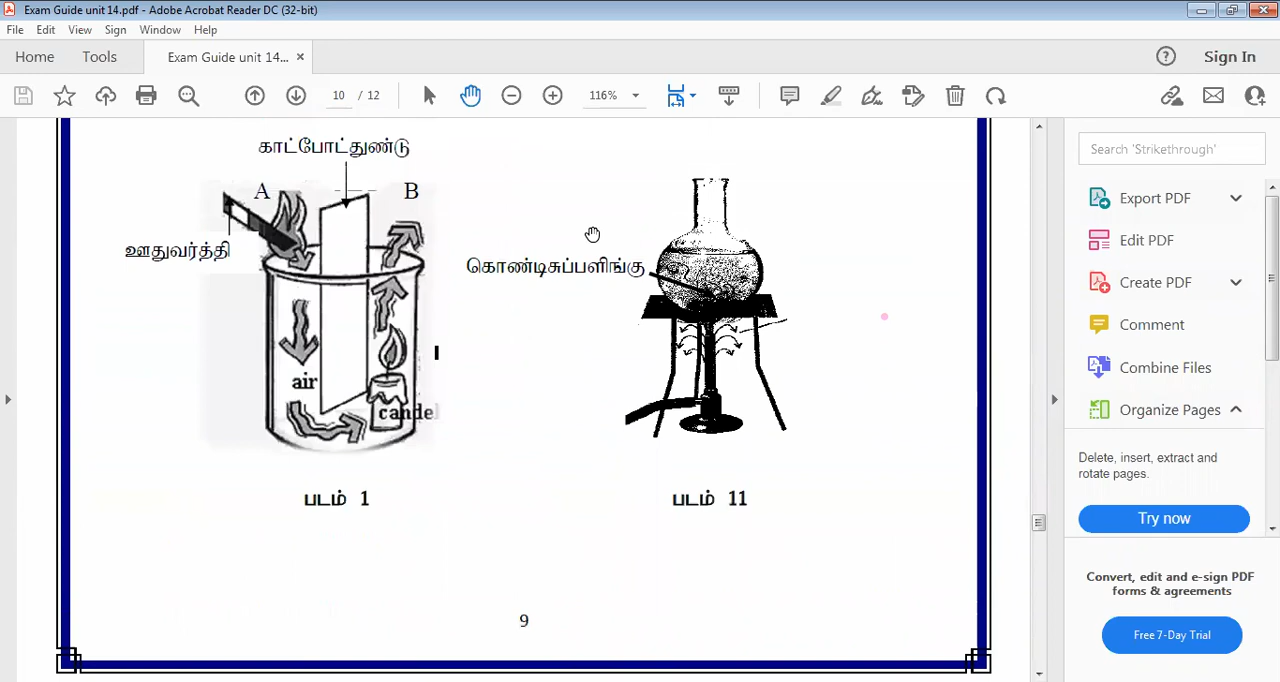 Exam Guide unit 14.pdf - Adobe Acrobat Reader DC (32-bit)
File Edit View Sign Window Help
Home Tools Exam Guide unit 14... × Sign In
10 / 12 116%
காட்போட்துண்டு
A B
ஊதுவர்த்தி
கொண்டிசுப்பளிங்கு
air
candel
படம் 1 படம் 11
9
Search 'Strikethrough'
Export PDF
Edit PDF
Create PDF
Comment
Combine Files
Organize Pages
Delete, insert, extract and
rotate pages.
Try now
Convert, edit and e-sign PDF
forms & agreements
Free 7-Day Trial